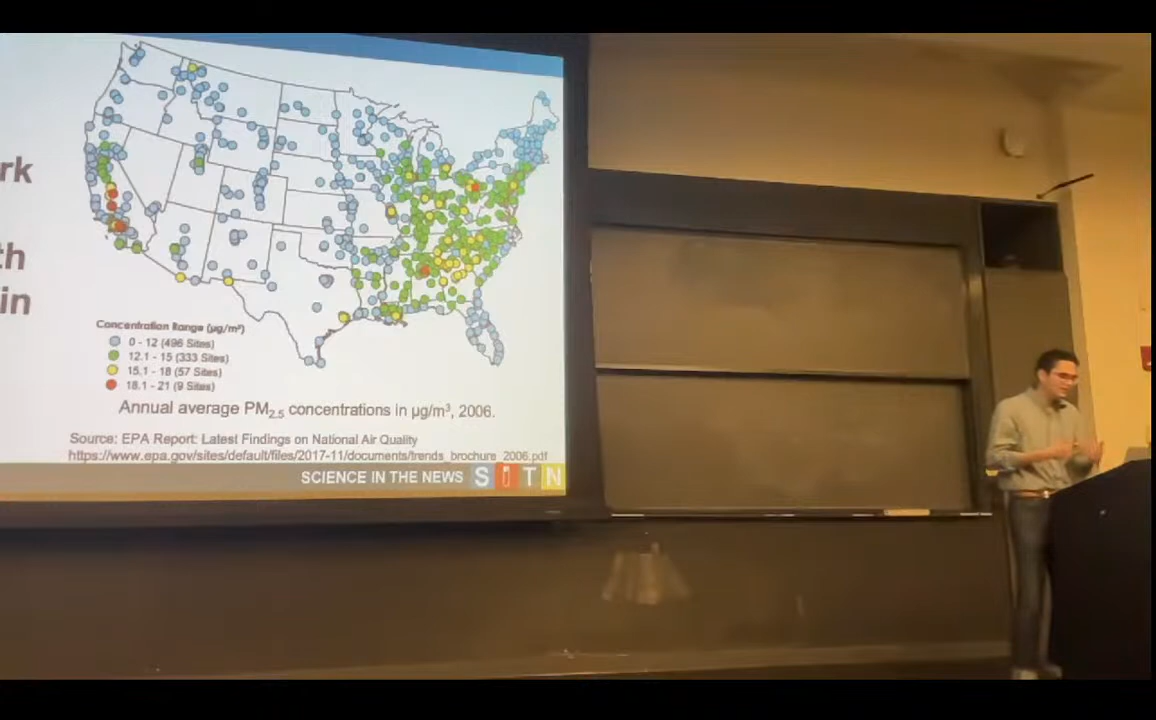 rk
th
in
Concentration Range (µg/m³)
0 - 12 (496 Sites)
12.1 - 15 (333 Sites)
15.1 - 18 (57 Sites)
18.1 - 21 (9 Sites)
Annual average PM2.5 concentrations in µg/m³, 2006.
Source: EPA Report: Latest Findings on National Air Quality
https://www.epa.gov/sites/default/files/2017-11/documents/trends_brochure_2006.pdf
SCIENCE IN THE NEWS SITN